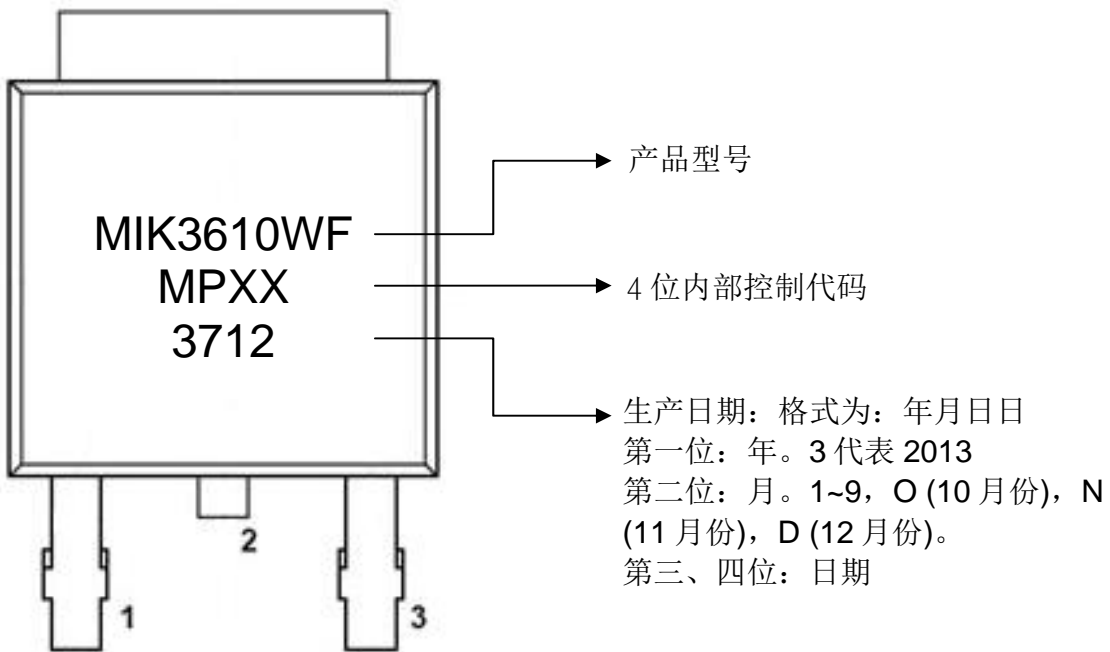 产品型号
MIK3610WF
MPXX
4 位内部控制代码
3712
生产日期：格式为：年月日日
第一位：年。3 代表 2013
第二位：月。1~9，O (10 月份)，N
(11 月份)，D (12 月份)。
第三、四位：日期
2
1
3